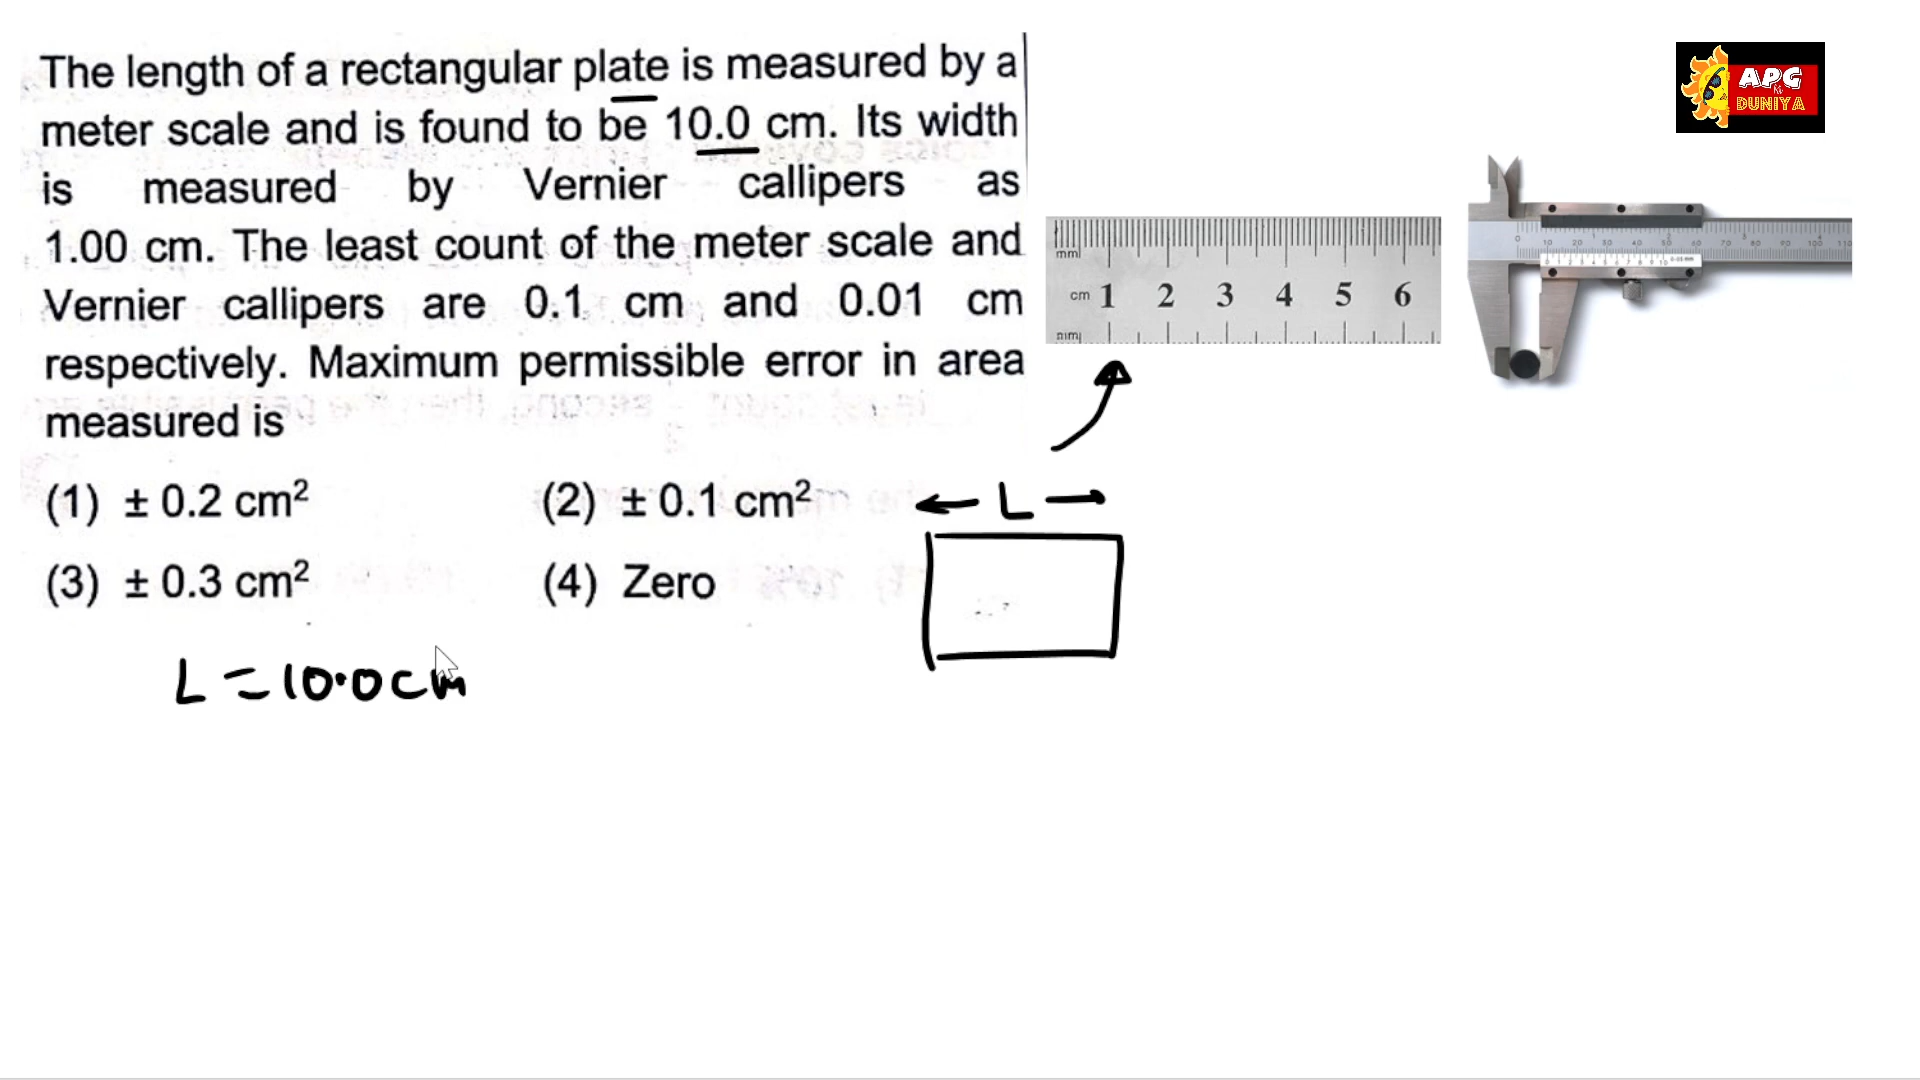 The length of a rectangular plate is measured by a
meter scale and is found to be 10.0 cm. Its width
is measured by Vernier callipers as
1.00 cm. The least count of the meter scale and
Vernier callipers are 0.1 cm and 0.01 cm
respectively. Maximum permissible error in area
measured is
(1) ± 0.2 cm² (2) ± 0.1 cm²
(3) ± 0.3 cm² (4) Zero
L = 10.0 cm
L
APG
ki
DUNIYA
mm
cm 1 2 3 4 5 6
mm